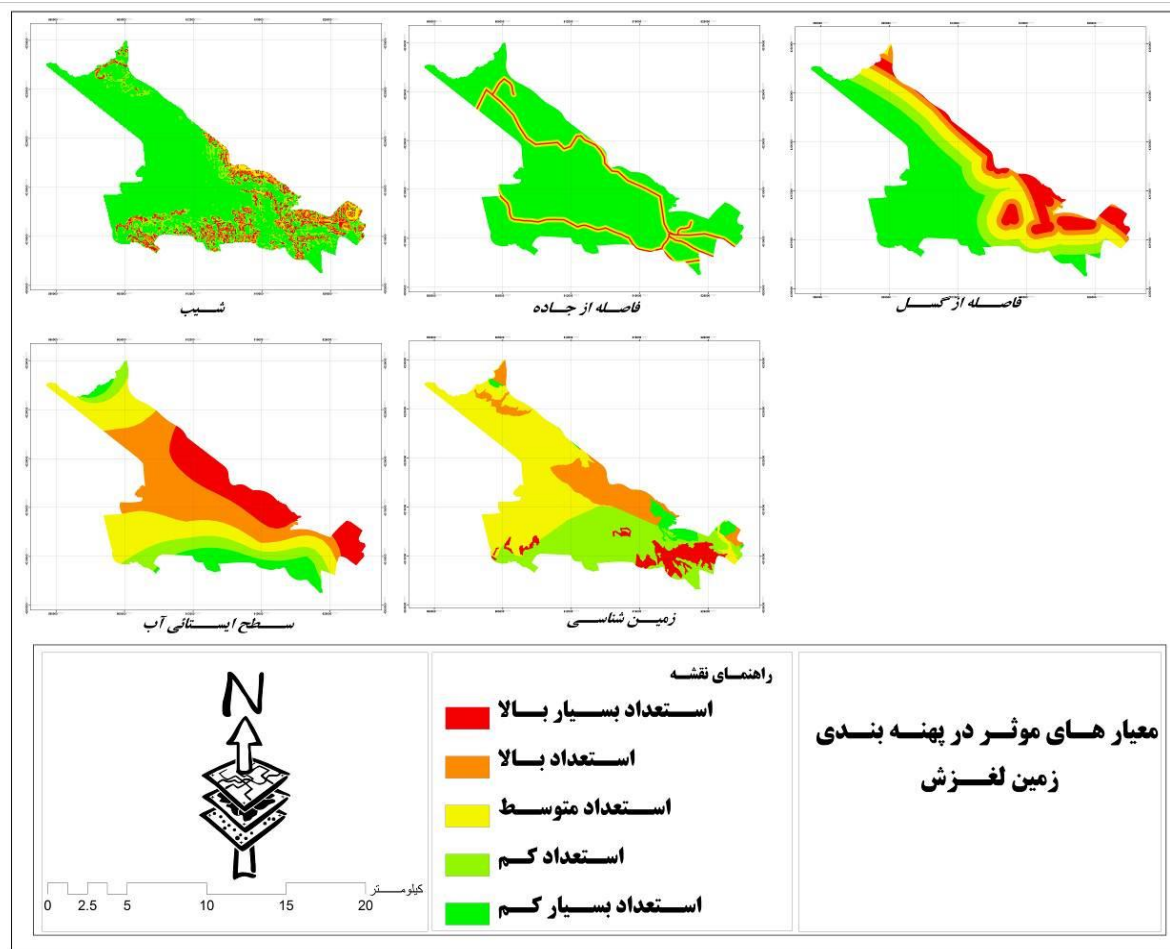 شیب
فاصله از جاده
فاصله از گسل
سطح ایستائی آب
زمین شناسی
راهنمای نقشه
استعداد بسیار بالا
استعداد بالا
استعداد متوسط
استعداد کم
استعداد بسیار کم
معیار های موثر در پهنه بندی
زمین لغزش
N
کیلومتر
0 2.5 5 10 15 20